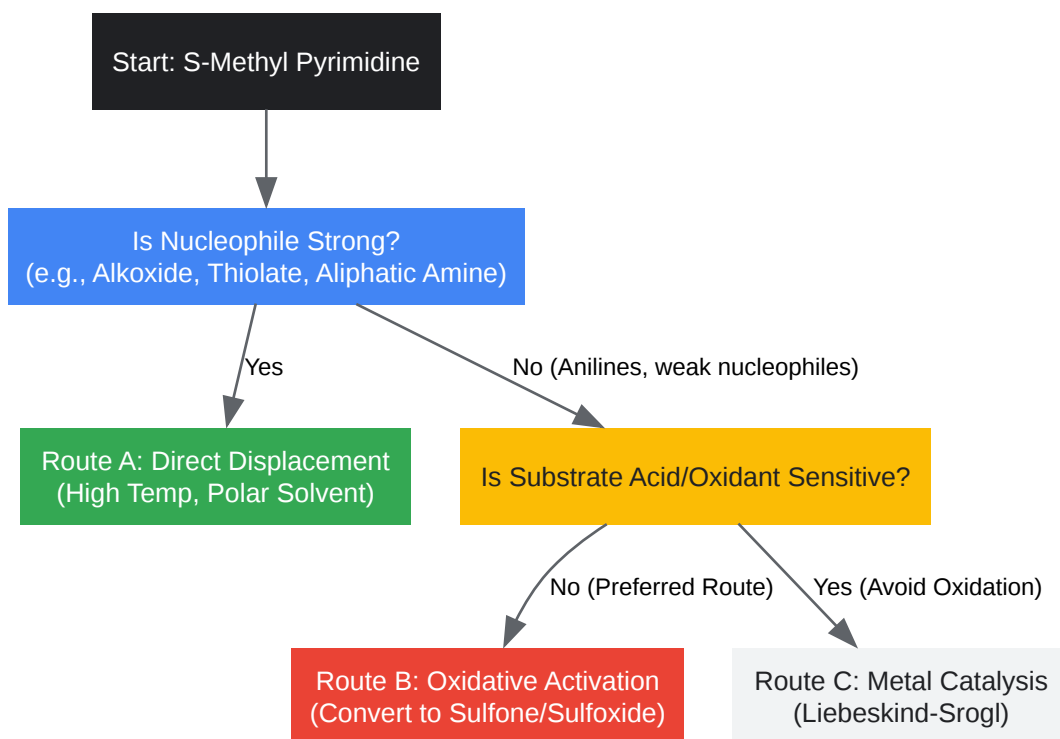 Start: S-Methyl Pyrimidine
Is Nucleophile Strong?
(e.g., Alkoxide, Thiolate, Aliphatic Amine)
Yes
No (Anilines, weak nucleophiles)
Route A: Direct Displacement
(High Temp, Polar Solvent)
Is Substrate Acid/Oxidant Sensitive?
No (Preferred Route)
Yes (Avoid Oxidation)
Route B: Oxidative Activation
(Convert to Sulfone/Sulfoxide)
Route C: Metal Catalysis
(Liebeskind-Srogl)